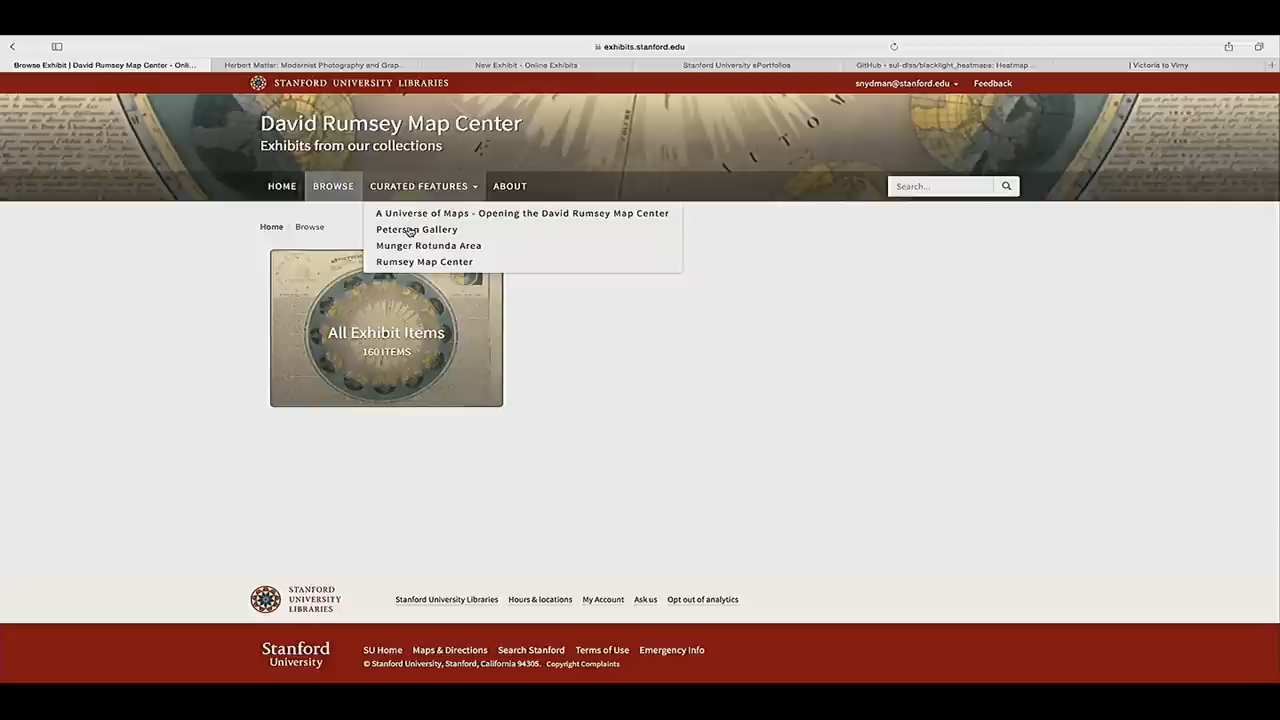 exhibits.stanford.edu
Browse Exhibit | David Rumsey Map Center - Onli...
Herbert Matter: Modernist Photography and Grap...
New Exhibit - Online Exhibits
Stanford University ePortfolios
GitHub - sul-dlss/blacklight_heatmaps: Heatmap ...
| Victoria to Vimy
STANFORD UNIVERSITY LIBRARIES
snydman@stanford.edu
Feedback
David Rumsey Map Center
Exhibits from our collections
HOME
BROWSE
CURATED FEATURES
ABOUT
Search...
A Universe of Maps - Opening the David Rumsey Map Center
Peterson Gallery
Munger Rotunda Area
Rumsey Map Center
Home
Browse
All Exhibit Items
160 ITEMS
STANFORD
UNIVERSITY
LIBRARIES
Stanford University Libraries
Hours & locations
My Account
Ask us
Opt out of analytics
Stanford
University
SU Home
Maps & Directions
Search Stanford
Terms of Use
Emergency Info
© Stanford University, Stanford, California 94305.
Copyright Complaints